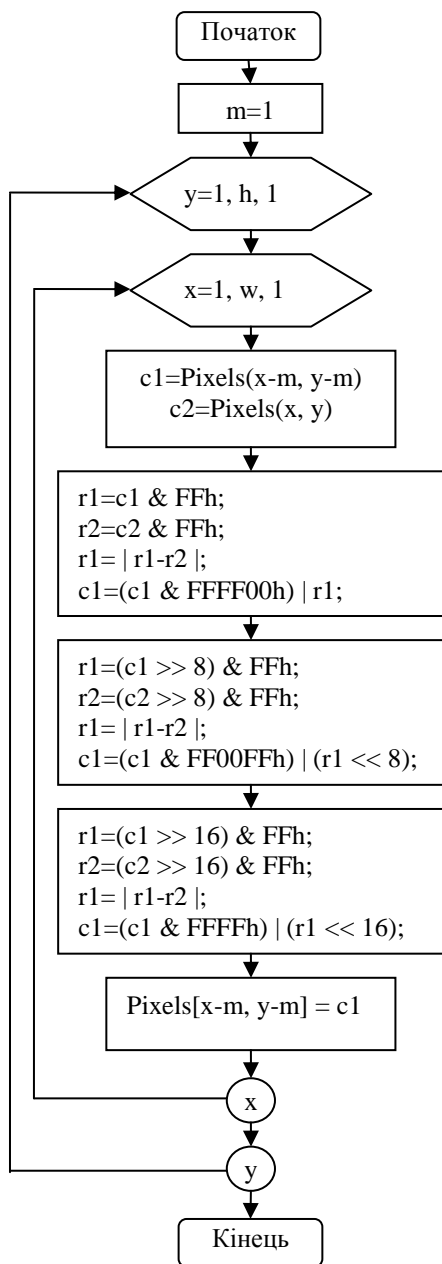 Початок
m=1
y=1, h, 1
x=1, w, 1
c1=Pixels(x-m, y-m)
c2=Pixels(x, y)
r1=c1 & FFh;
r2=c2 & FFh;
r1= | r1-r2 |;
c1=(c1 & FFFF00h) | r1;
r1=(c1 >> 8) & FFh;
r2=(c2 >> 8) & FFh;
r1= | r1-r2 |;
c1=(c1 & FF00FFh) | (r1 << 8);
r1=(c1 >> 16) & FFh;
r2=(c2 >> 16) & FFh;
r1= | r1-r2 |;
c1=(c1 & FFFFh) | (r1 << 16);
Pixels[x-m, y-m] = c1
x
y
Кінець